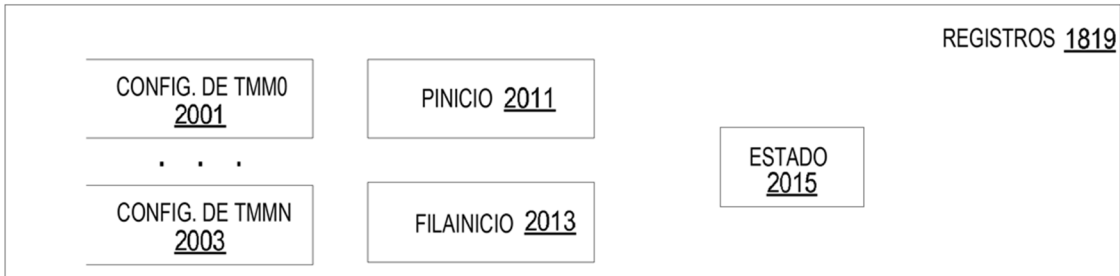 REGISTROS 1819
CONFIG. DE TMM0
2001
PINICIO 2011
. . .
ESTADO
2015
CONFIG. DE TMMN
2003
FILAINICIO 2013